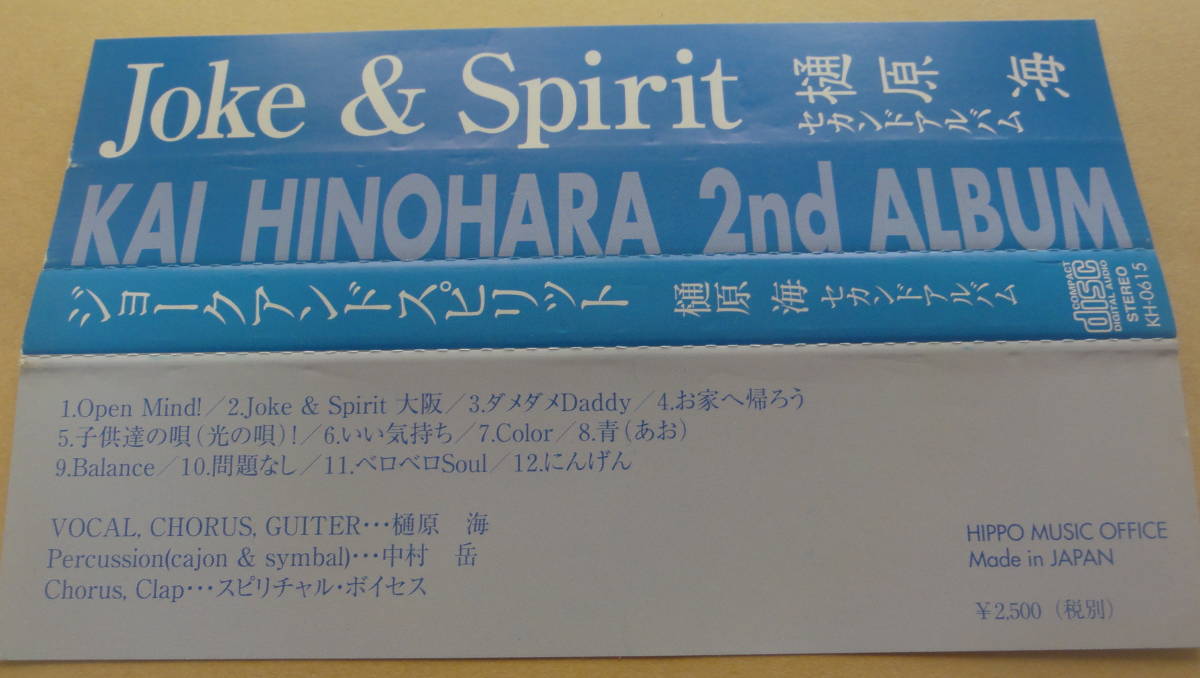 Joke & Spirit
樋原 海
セカンドアルバム
KAI HINOHARA 2nd ALBUM
ジョークアンドスピリット 樋原 海 セカンドアルバム
COMPACT
disc
DIGITAL AUDIO
STEREO
KH-0615
1.Open Mind!／2.Joke & Spirit 大阪／3.ダメダメDaddy／4.お家へ帰ろう
5.子供達の唄(光の唄)!／6.いい気持ち／7.Color／8.青(あお)
9.Balance／10.問題なし／11.ベロベロSoul／12.にんげん
VOCAL, CHORUS, GUITER･･･樋原　海
Percussion(cajon & symbal)･･･中村　岳
Chorus, Clap･･･スピリチャル・ボイセス
HIPPO MUSIC OFFICE
Made in JAPAN
￥2,500（税別）